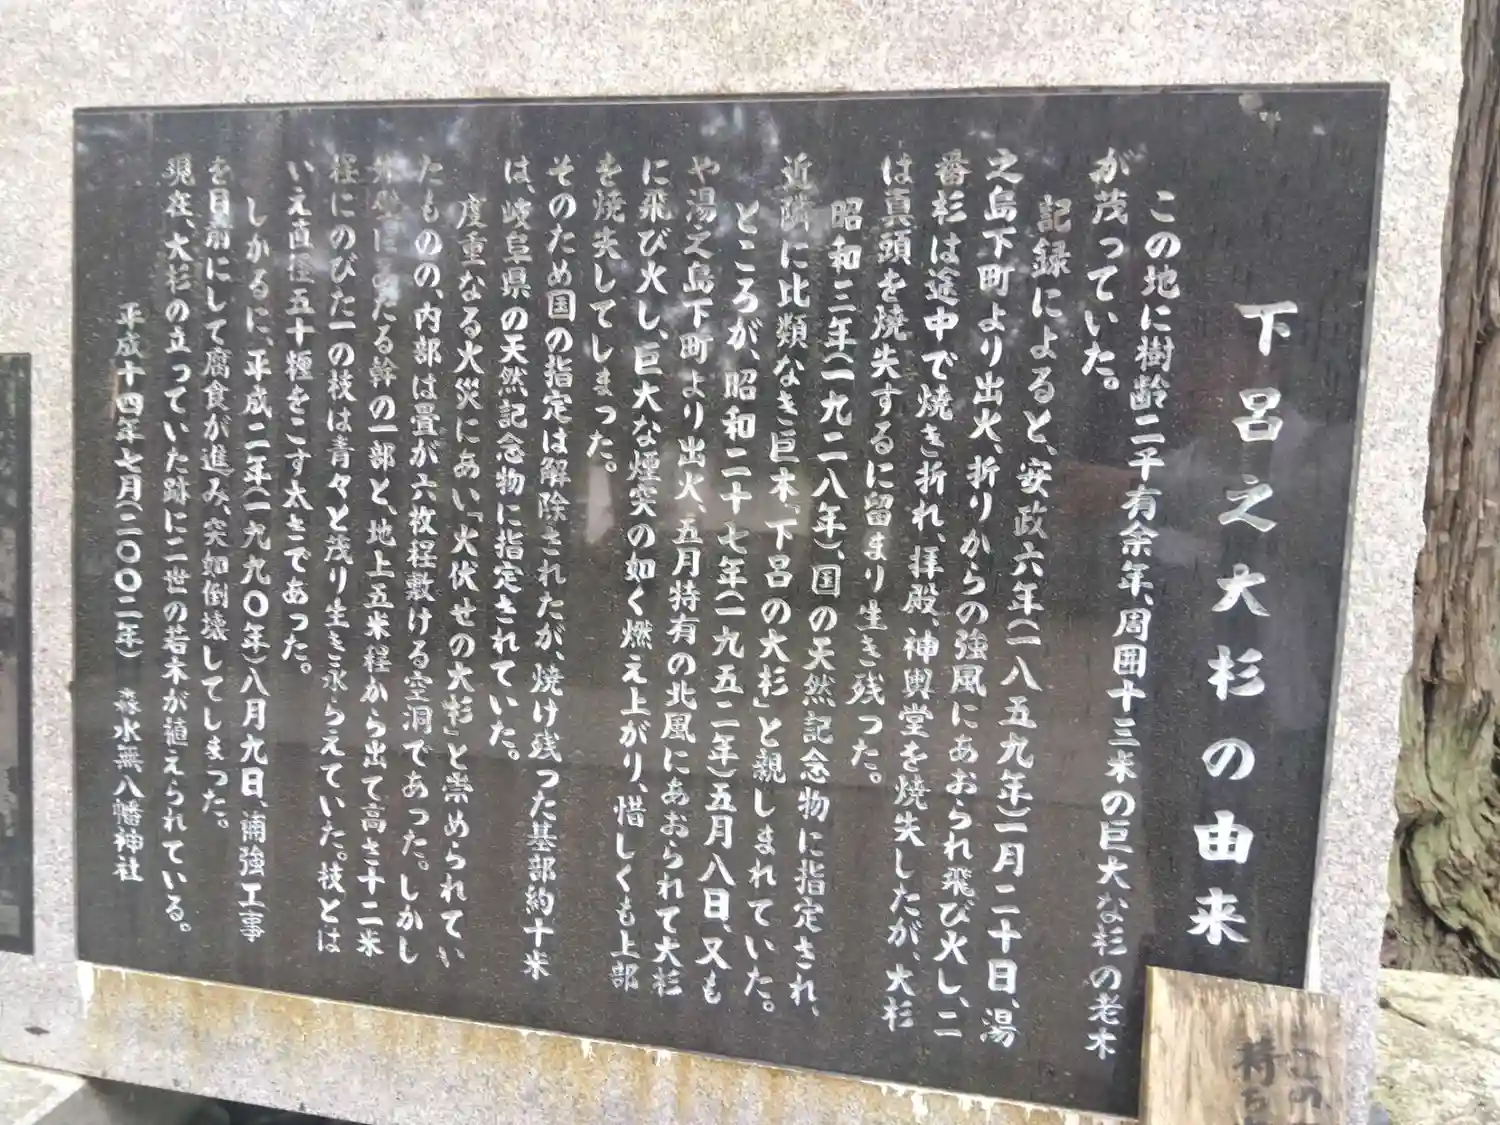 下呂之大杉の由来
この地に樹齢二千有余年、周囲十三米の巨大な杉の老木
が茂っていた。
記録によると、安政六年(一八五九年)一月二十日、湯
之島下町より出火、折りからの強風にあおられ飛び火し、二
番杉は途中で焼き折れ、拝殿、神輿堂を焼失したが、大杉
は真頭を焼失するに留まり生き残った。
昭和三年(一九二八年)、国の天然記念物に指定され、
近隣に比類なき巨木「下呂の大杉」と親しまれていた。
ところが、昭和二十七年(一九五二年)五月八日、又も
や湯之島下町より出火、五月特有の北風にあおられて大杉
に飛び火し、巨大な煙突の如く燃え上がり、惜しくも上部
を焼失してしまった。
そのため国の指定は解除されたが、焼け残った基部約十米
は、岐阜県の天然記念物に指定されていた。
度重なる火災にあい「火伏せの大杉」と崇められてい
たものの、内部は畳が六枚程敷ける空洞であった。しかし
外壁にあたる幹の一部と、地上五米程から出て高さ十二米
程にのびた一の枝は青々と茂り生き永らえていた。枝とは
いえ直径五十糎をこす太さであった。
しかるに、平成二年(一九九〇年)八月九日、補強工事
を目前にして腐食が進み、突如倒壊してしまった。
現在、大杉の立っていた跡に二世の若木が植えられている。
平成十四年七月(二〇〇二年) 森水無八幡神社
この
持ち